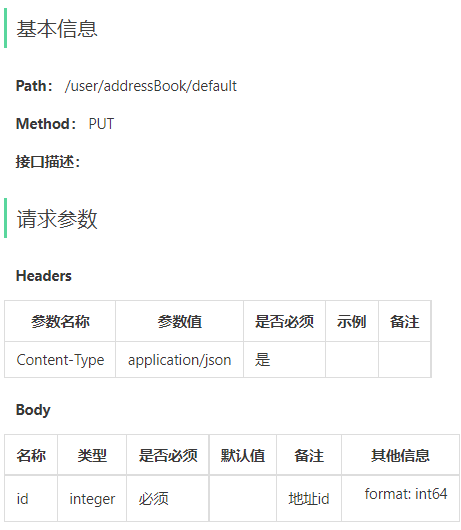 基本信息
Path： /user/addressBook/default
Method： PUT
接口描述：
请求参数
Headers
参数名称 参数值 是否必须 示例 备注
Content-Type application/json 是
Body
名称 类型 是否必须 默认值 备注 其他信息
id integer 必须 地址id format: int64